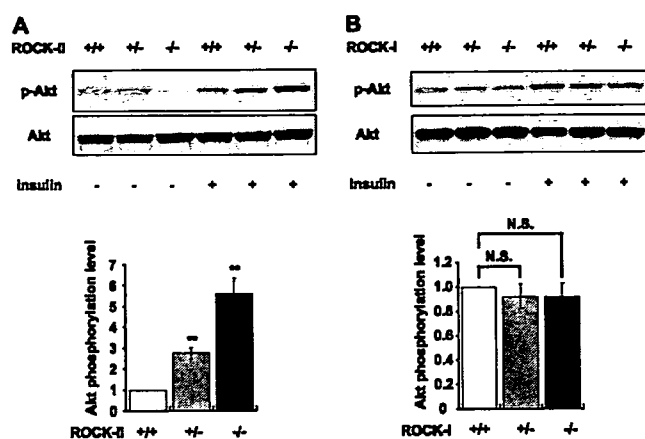 A
ROCK-II +/+ +/- -/- +/+ +/- -/-
p-Akt
Akt
Insulin - - - + + +
Akt phosphorylation level
7
6
5
4
3
2
1
0
**
**
ROCK-II +/+ +/- -/-
B
ROCK-I +/+ +/- -/- +/+ +/- -/-
p-Akt
Akt
Insulin - - - + + +
N.S.
N.S.
Akt phosphorylation level
1.2
1.0
0.8
0.6
0.4
0.2
0
ROCK-I +/+ +/- -/-